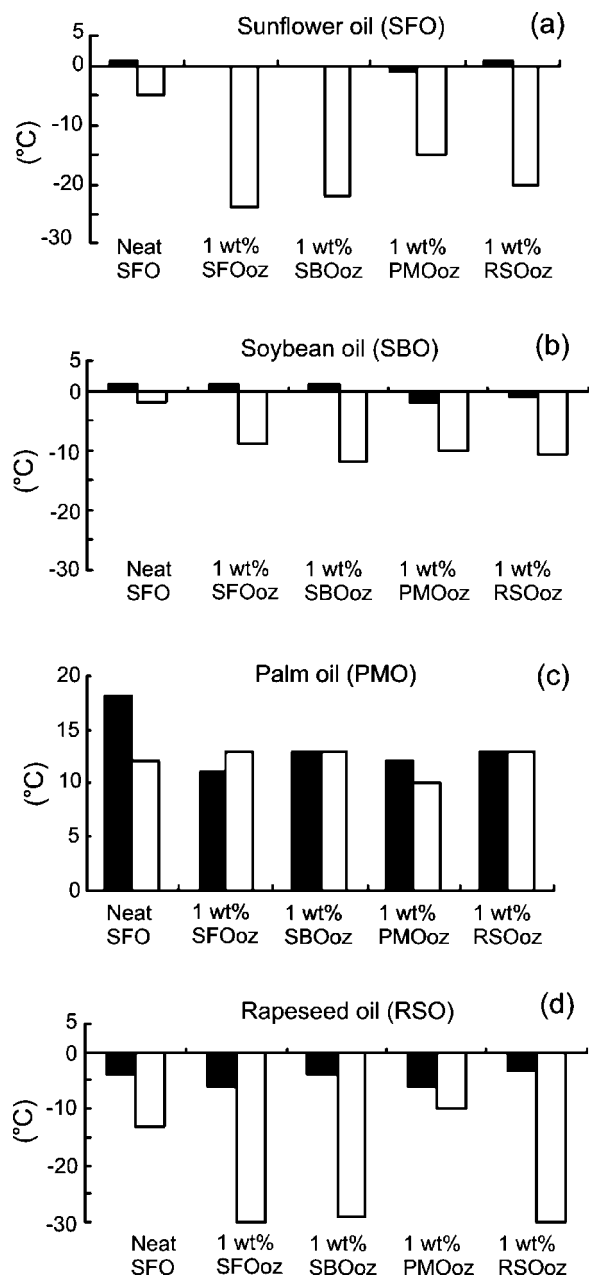 Sunflower oil (SFO) (a)
5
0
-10
-20
-30
(°C)
Neat 1 wt% 1 wt% 1 wt% 1 wt%
SFO SFOoz SBOoz PMOoz RSOoz
Soybean oil (SBO) (b)
5
0
-10
-20
-30
(°C)
Neat 1 wt% 1 wt% 1 wt% 1 wt%
SFO SFOoz SBOoz PMOoz RSOoz
Palm oil (PMO) (c)
20
15
10
5
0
(°C)
Neat 1 wt% 1 wt% 1 wt% 1 wt%
SFO SFOoz SBOoz PMOoz RSOoz
Rapeseed oil (RSO) (d)
5
0
-10
-20
-30
(°C)
Neat 1 wt% 1 wt% 1 wt% 1 wt%
SFO SFOoz SBOoz PMOoz RSOoz